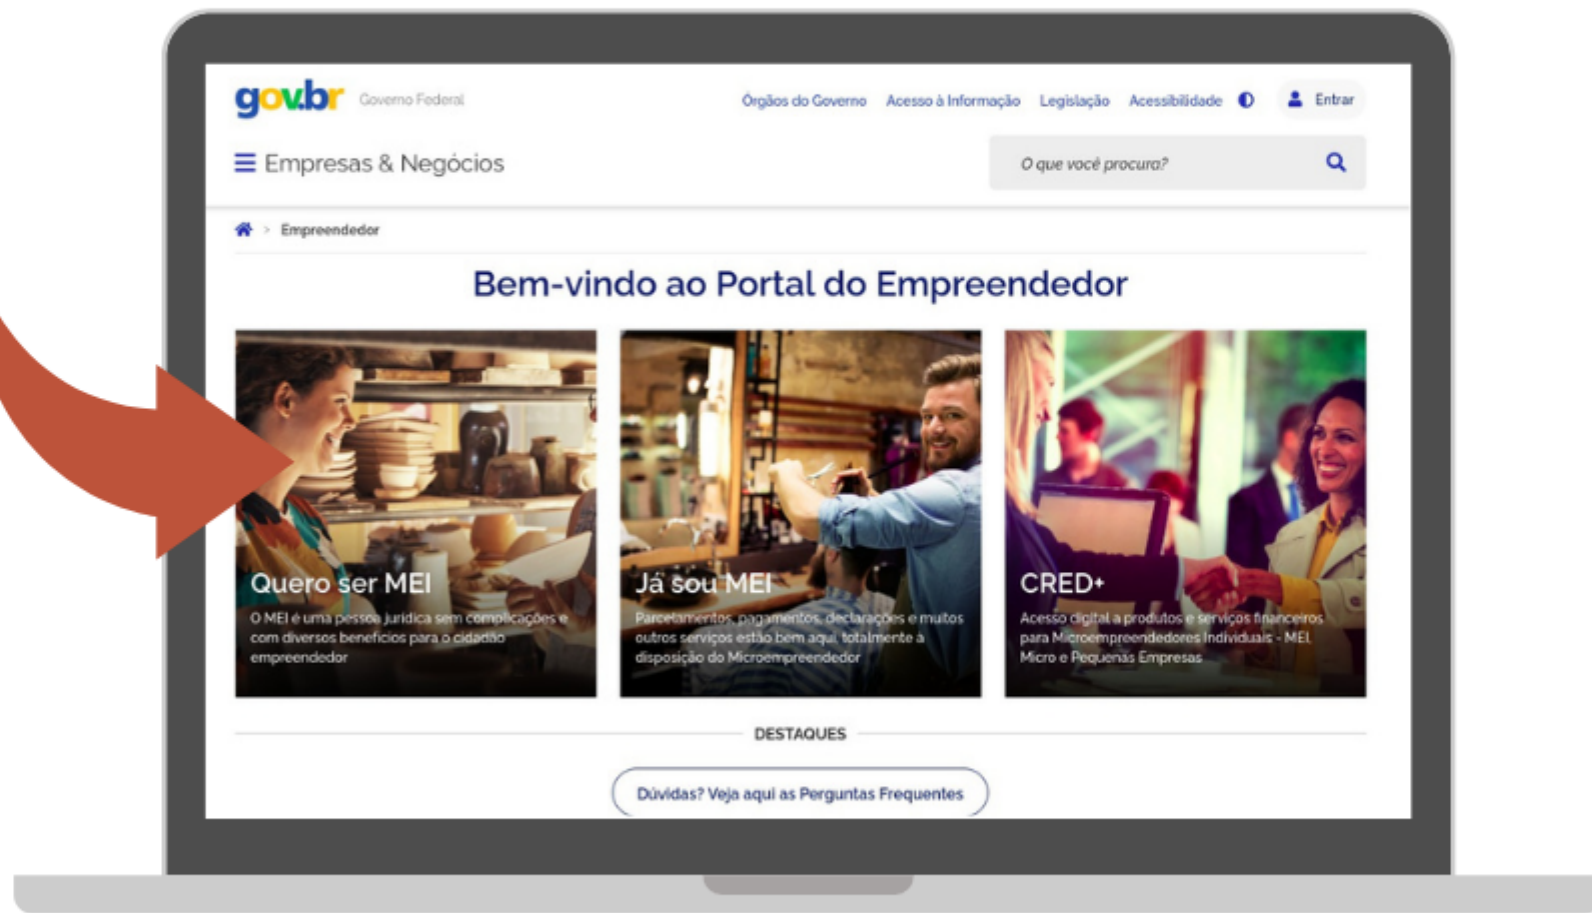 gov.br Governo Federal
Órgãos do Governo Acesso à Informação Legislação Acessibilidade Entrar
Empresas & Negócios
O que você procura?
> Empreendedor
Bem-vindo ao Portal do Empreendedor
Quero ser MEI
O MEI é uma pessoa jurídica sem complicações e
com diversos benefícios para o cidadão
empreendedor
Já sou MEI
Parcelamentos, pagamentos, declarações e muitos
outros serviços estão bem aqui, totalmente a
disposição do Microempreendedor
CRED+
Acesso digital a produtos e serviços financeiros
para Microempreendedores Individuais - MEI,
Micro e Pequenas Empresas
DESTAQUES
Dúvidas? Veja aqui as Perguntas Frequentes